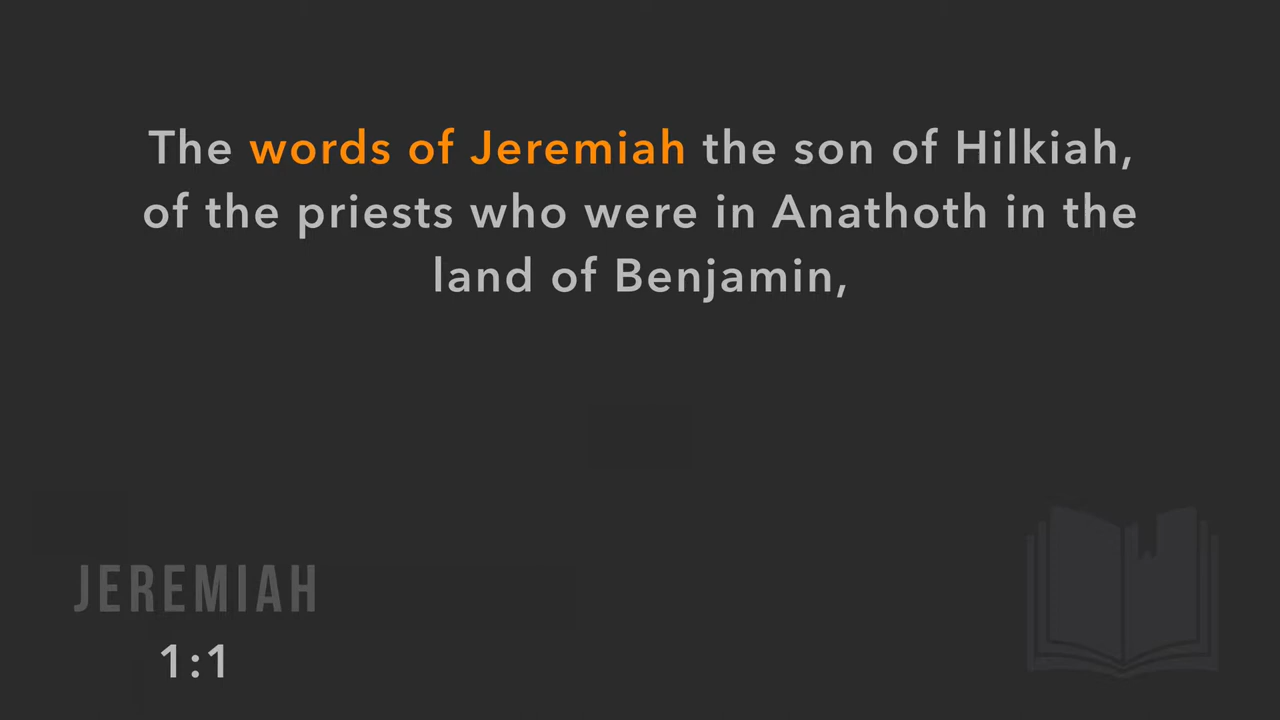 The words of Jeremiah the son of Hilkiah,
of the priests who were in Anathoth in the
land of Benjamin,
JEREMIAH
1:1